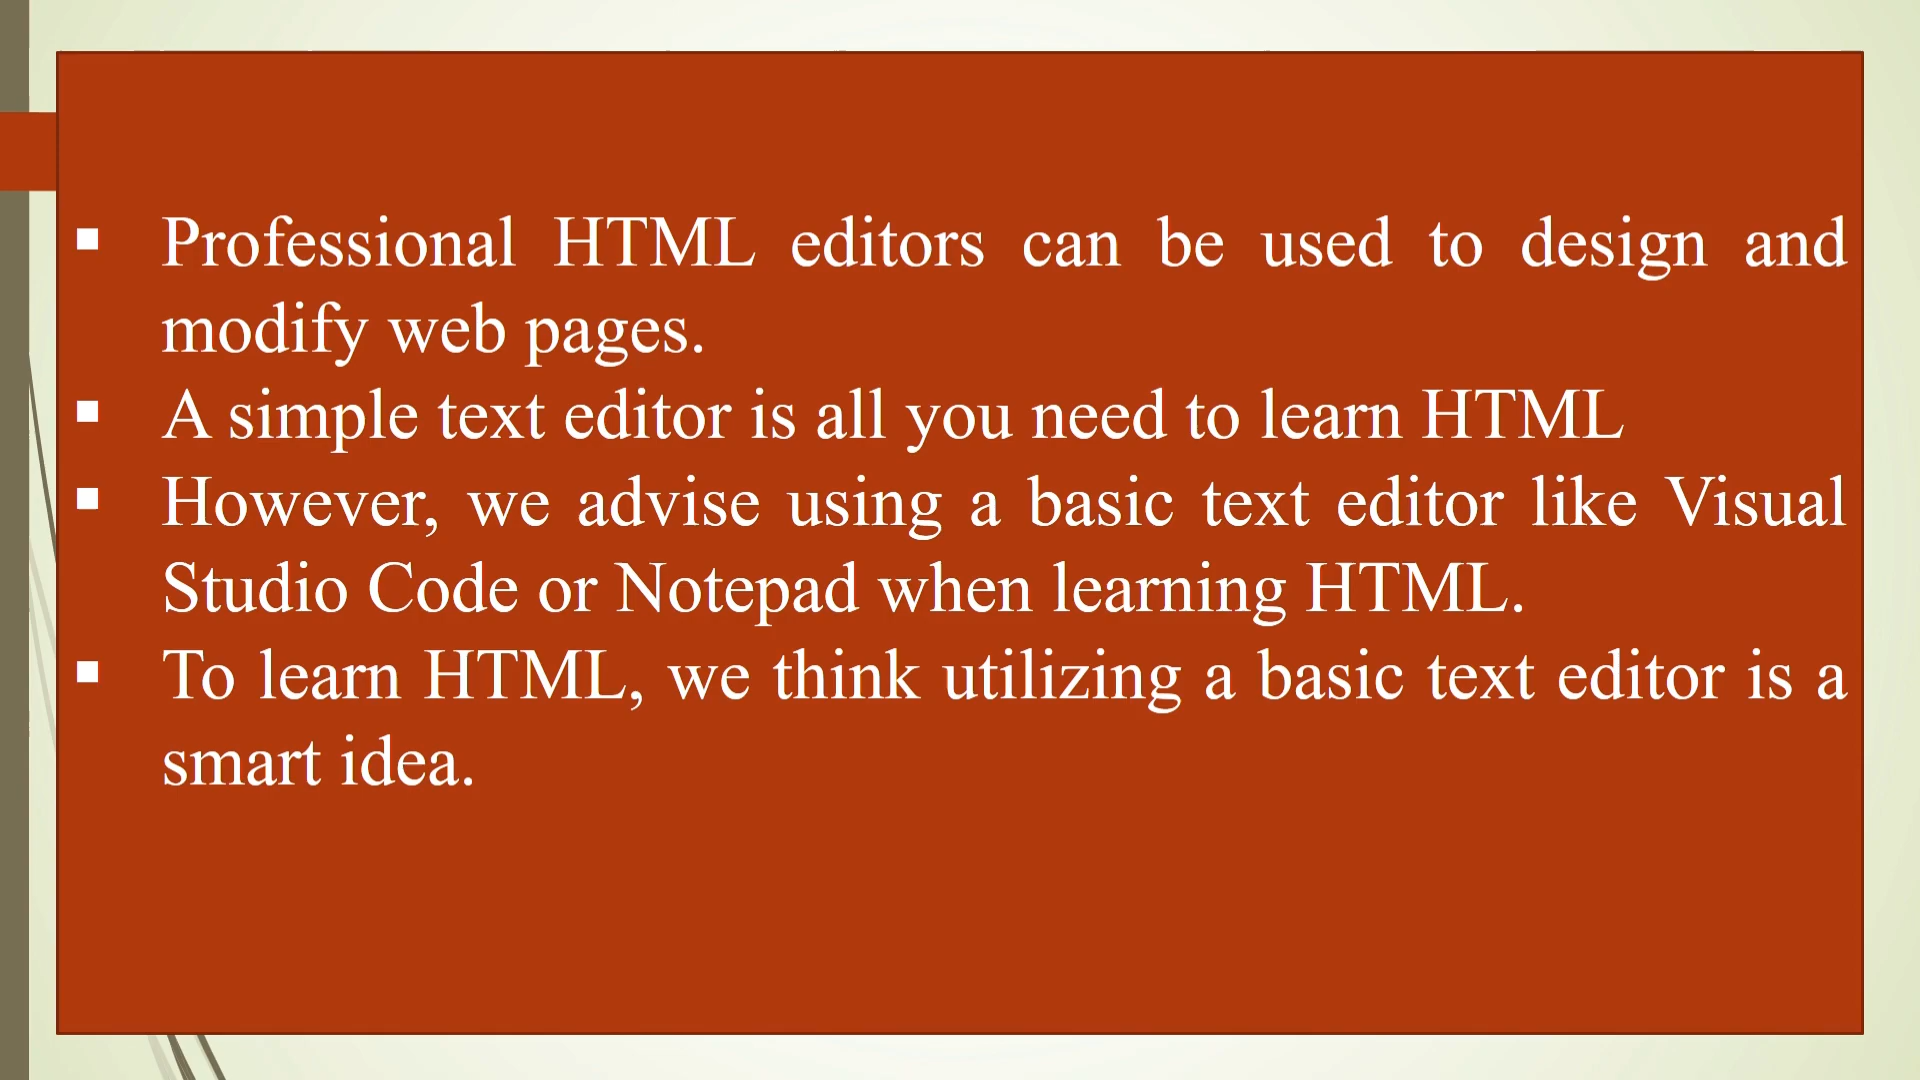 ▪ Professional HTML editors can be used to design and
modify web pages.
▪ A simple text editor is all you need to learn HTML
▪ However, we advise using a basic text editor like Visual
Studio Code or Notepad when learning HTML.
▪ To learn HTML, we think utilizing a basic text editor is a
smart idea.